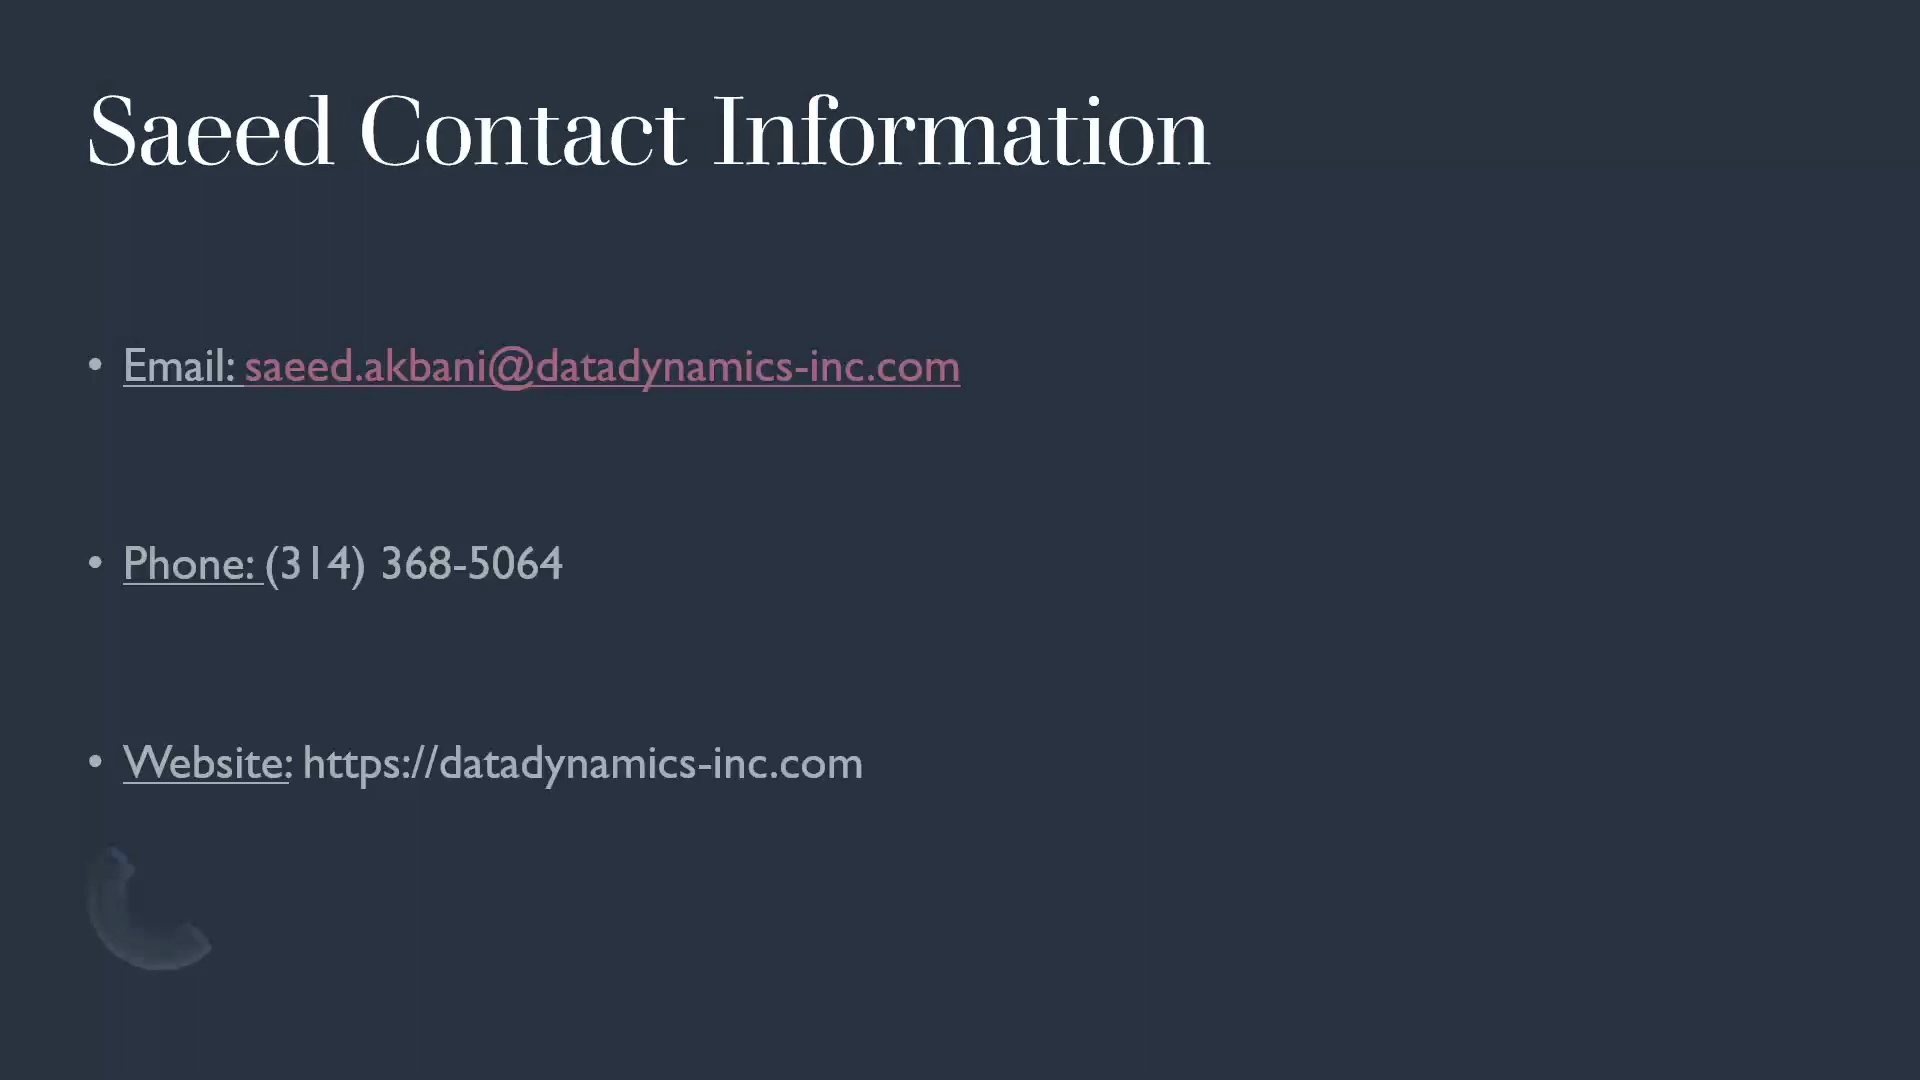 Saeed Contact Information
• Email: saeed.akbani@datadynamics-inc.com
• Phone: (314) 368-5064
• Website: https://datadynamics-inc.com